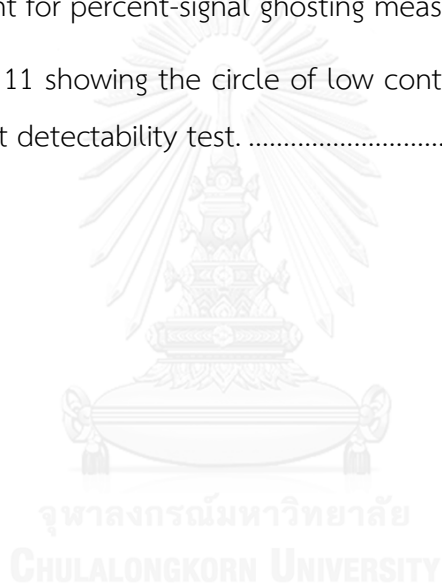 nt for percent-signal ghosting meas
11 showing the circle of low cont
t detectability test. ............................
จุฬาลงกรณ์มหาวิทยาลัย
CHULALONGKORN UNIVERSITY